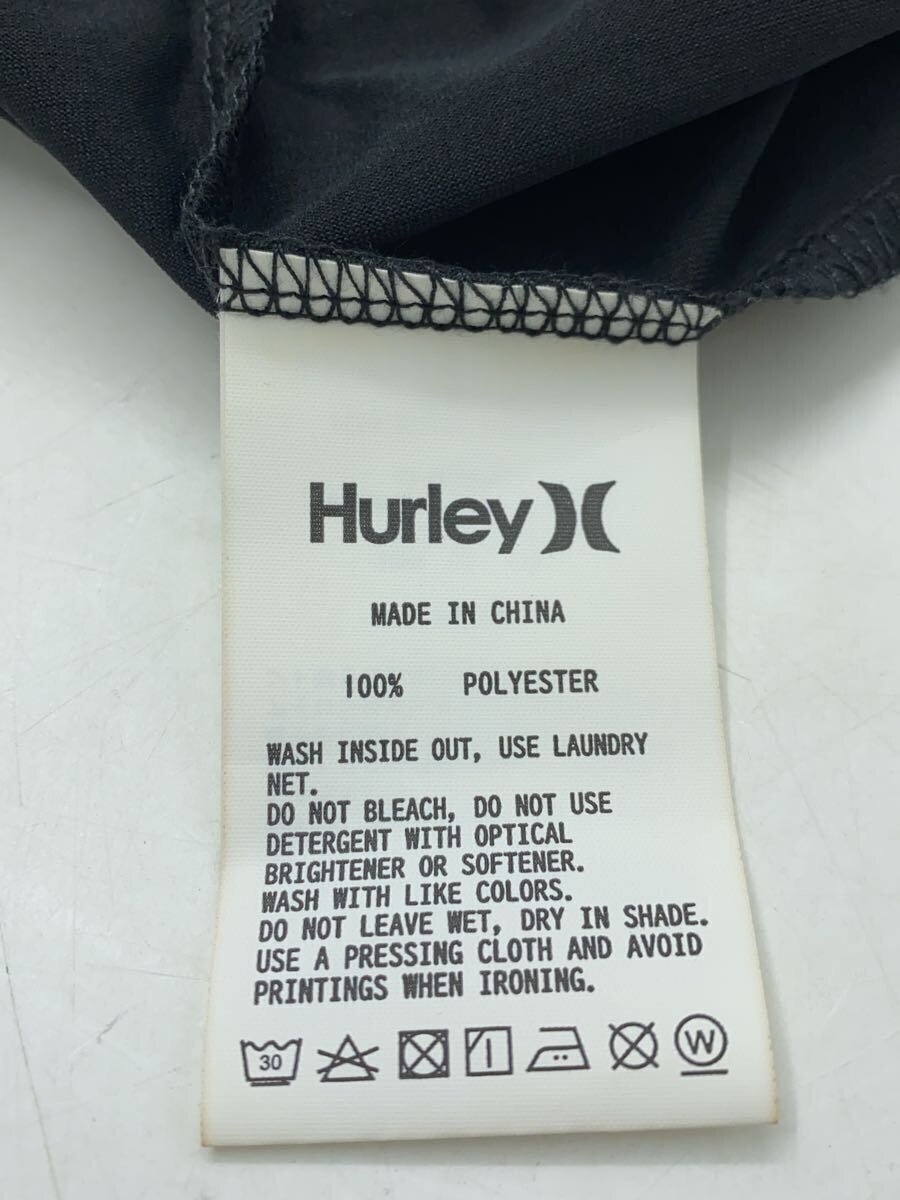 Hurley
MADE IN CHINA
100% POLYESTER
WASH INSIDE OUT, USE LAUNDRY
NET.
DO NOT BLEACH, DO NOT USE
DETERGENT WITH OPTICAL
BRIGHTENER OR SOFTENER.
WASH WITH LIKE COLORS.
DO NOT LEAVE WET, DRY IN SHADE.
USE A PRESSING CLOTH AND AVOID
PRINTINGS WHEN IRONING.
30 W